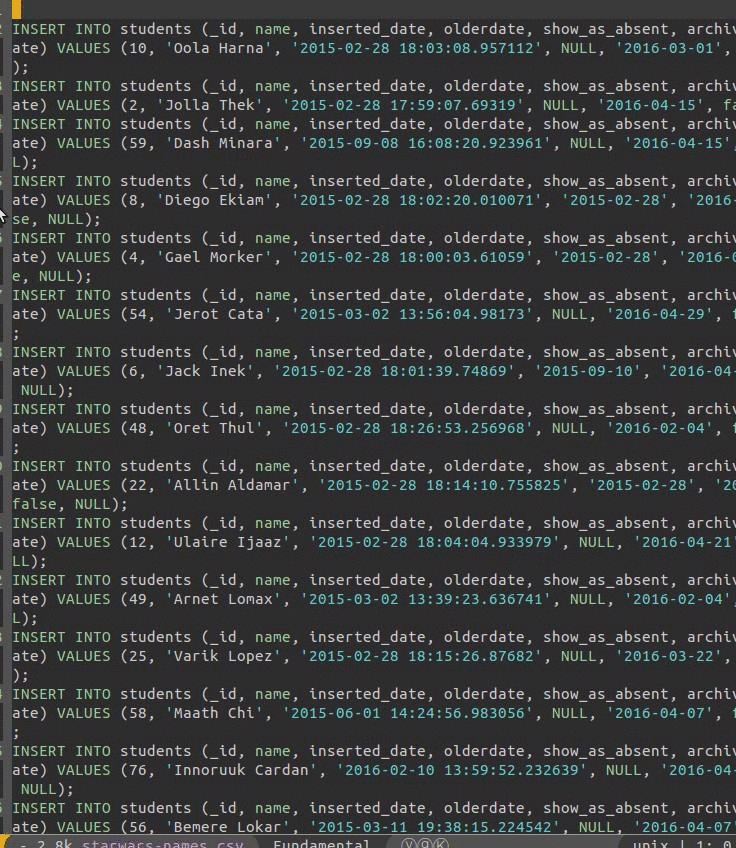 2 INSERT INTO students (_id, name, inserted_date, olderdate, show_as_absent, archiv
ate) VALUES (10, 'Oola Harna', '2015-02-28 18:03:08.957112', NULL, '2016-03-01',
);
3 INSERT INTO students (_id, name, inserted_date, olderdate, show_as_absent, archiv
ate) VALUES (2, 'Jolla Thek', '2015-02-28 17:59:07.69319', NULL, '2016-04-15', fa
4 INSERT INTO students (_id, name, inserted_date, olderdate, show_as_absent, archiv
ate) VALUES (59, 'Dash Minara', '2015-09-08 16:08:20.923961', NULL, '2016-04-15',
L);
5 INSERT INTO students (_id, name, inserted_date, olderdate, show_as_absent, archiv
ate) VALUES (8, 'Diego Ekiam', '2015-02-28 18:02:20.010071', '2015-02-28', '2016-
se, NULL);
6 INSERT INTO students (_id, name, inserted_date, olderdate, show_as_absent, archiv
ate) VALUES (4, 'Gael Morker', '2015-02-28 18:00:03.61059', '2015-02-28', '2016-0
e, NULL);
7 INSERT INTO students (_id, name, inserted_date, olderdate, show_as_absent, archiv
ate) VALUES (54, 'Jerot Cata', '2015-03-02 13:56:04.98173', NULL, '2016-04-29', f
;
8 INSERT INTO students (_id, name, inserted_date, olderdate, show_as_absent, archiv
ate) VALUES (6, 'Jack Inek', '2015-02-28 18:01:39.74869', '2015-09-10', '2016-04-
NULL);
9 INSERT INTO students (_id, name, inserted_date, olderdate, show_as_absent, archiv
ate) VALUES (48, 'Oret Thul', '2015-02-28 18:26:53.256968', NULL, '2016-02-04', f
;
0 INSERT INTO students (_id, name, inserted_date, olderdate, show_as_absent, archiv
ate) VALUES (22, 'Allin Aldamar', '2015-02-28 18:14:10.755825', '2015-02-28', '20
false, NULL);
1 INSERT INTO students (_id, name, inserted_date, olderdate, show_as_absent, archiv
ate) VALUES (12, 'Ulaire Ijaaz', '2015-02-28 18:04:04.933979', NULL, '2016-04-21'
LL);
2 INSERT INTO students (_id, name, inserted_date, olderdate, show_as_absent, archiv
ate) VALUES (49, 'Arnet Lomax', '2015-03-02 13:39:23.636741', NULL, '2016-02-04',
L);
3 INSERT INTO students (_id, name, inserted_date, olderdate, show_as_absent, archiv
ate) VALUES (25, 'Varik Lopez', '2015-02-28 18:15:26.87682', NULL, '2016-03-22',
);
4 INSERT INTO students (_id, name, inserted_date, olderdate, show_as_absent, archiv
ate) VALUES (58, 'Maath Chi', '2015-06-01 14:24:56.983056', NULL, '2016-04-07', f
;
5 INSERT INTO students (_id, name, inserted_date, olderdate, show_as_absent, archiv
ate) VALUES (76, 'Innoruuk Cardan', '2016-02-10 13:59:52.232639', NULL, '2016-04-
NULL);
6 INSERT INTO students (_id, name, inserted_date, olderdate, show_as_absent, archiv
ate) VALUES (56, 'Bemere Lokar', '2015-03-11 19:38:15.224542', NULL, '2016-04-07'
- 2.8k starwars-names.csv Fundamental ⓨⓐⓀ unix | 1: 0